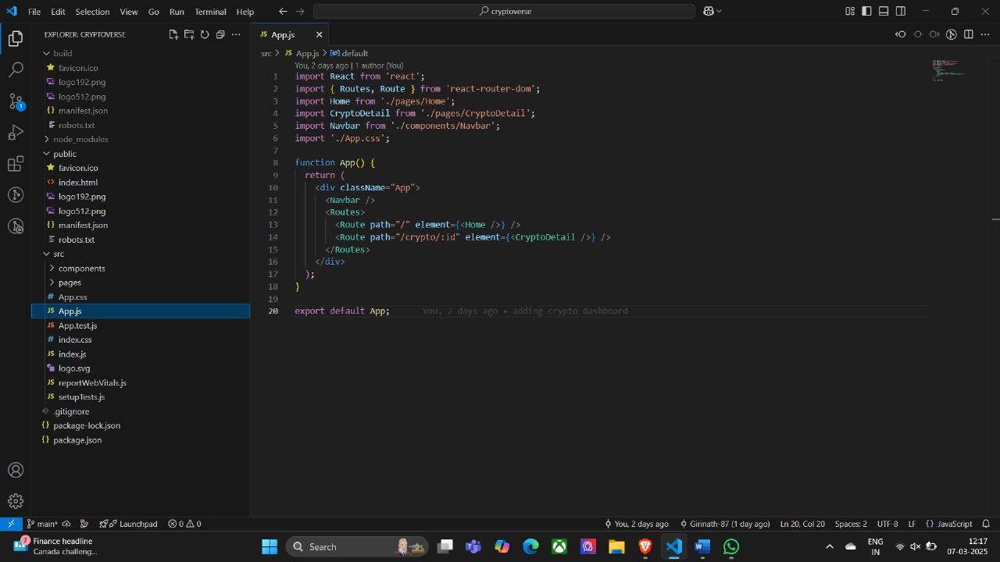 File Edit Selection View Go Run Terminal Help cryptoverse
EXPLORER: CRYPTOVERSE
build
favicon.ico
logo192.png
logo512.png
manifest.json
robots.txt
node_modules
public
favicon.ico
index.html
logo192.png
logo512.png
manifest.json
robots.txt
src
components
pages
App.css
App.js
App.test.js
index.css
index.js
logo.svg
reportWebVitals.js
setupTests.js
.gitignore
package-lock.json
package.json
JS App.js
src > JS App.js > default
You, 2 days ago | 1 author (You)
1 import React from 'react';
2 import { Routes, Route } from 'react-router-dom';
3 import Home from './pages/Home';
4 import CryptoDetail from './pages/CryptoDetail';
5 import Navbar from './components/Navbar';
6 import './App.css';
7
8 function App() {
9 return (
10 <div className="App">
11 <Navbar />
12 <Routes>
13 <Route path="/" element={<Home />} />
14 <Route path="/crypto/:id" element={<CryptoDetail />} />
15 </Routes>
16 </div>
17 );
18 }
19
20 export default App; You, 2 days ago • adding crypto dashboard
main* Launchpad 0 0 You, 2 days ago Girinath-87 (1 day ago) Ln 20, Col 20 Spaces: 2 UTF-8 LF {} JavaScript
7 Finance headline
Canada challeng...
Search
ENG
IN
12:17
07-03-2025